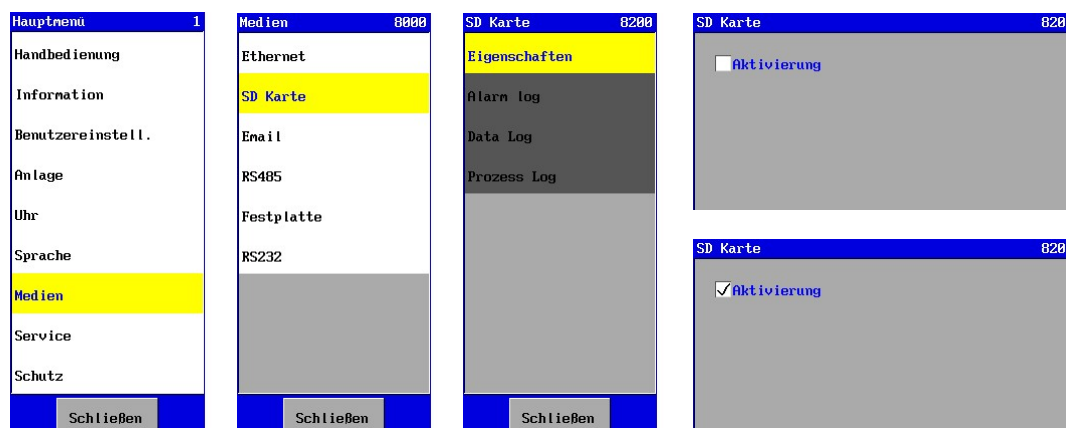 Hauptmenü 1
Handbedienung
Information
Benutzereinstell.
Anlage
Uhr
Sprache
Medien
Service
Schutz
Schließen
Medien 8000
Ethernet
SD Karte
Email
RS485
Festplatte
RS232
Schließen
SD Karte 8200
Eigenschaften
Alarm log
Data Log
Prozess Log
Schließen
SD Karte 820
Aktivierung
SD Karte 820
Aktivierung